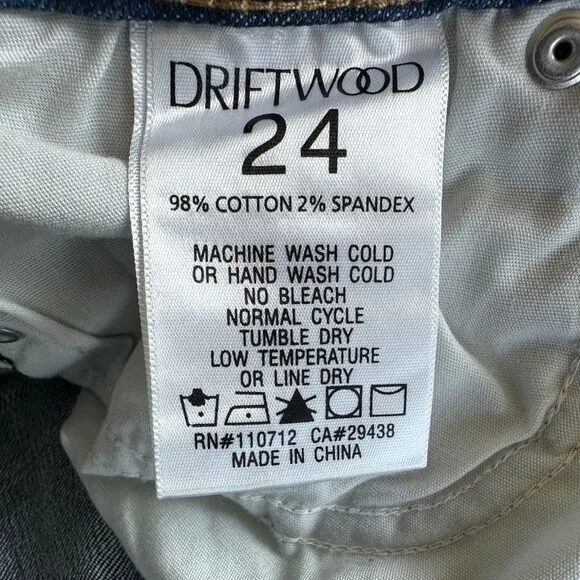 DRIFTWOOD
24
98% COTTON 2% SPANDEX
MACHINE WASH COLD
OR HAND WASH COLD
NO BLEACH
NORMAL CYCLE
TUMBLE DRY
LOW TEMPERATURE
OR LINE DRY
RN#110712 CA#29438
MADE IN CHINA